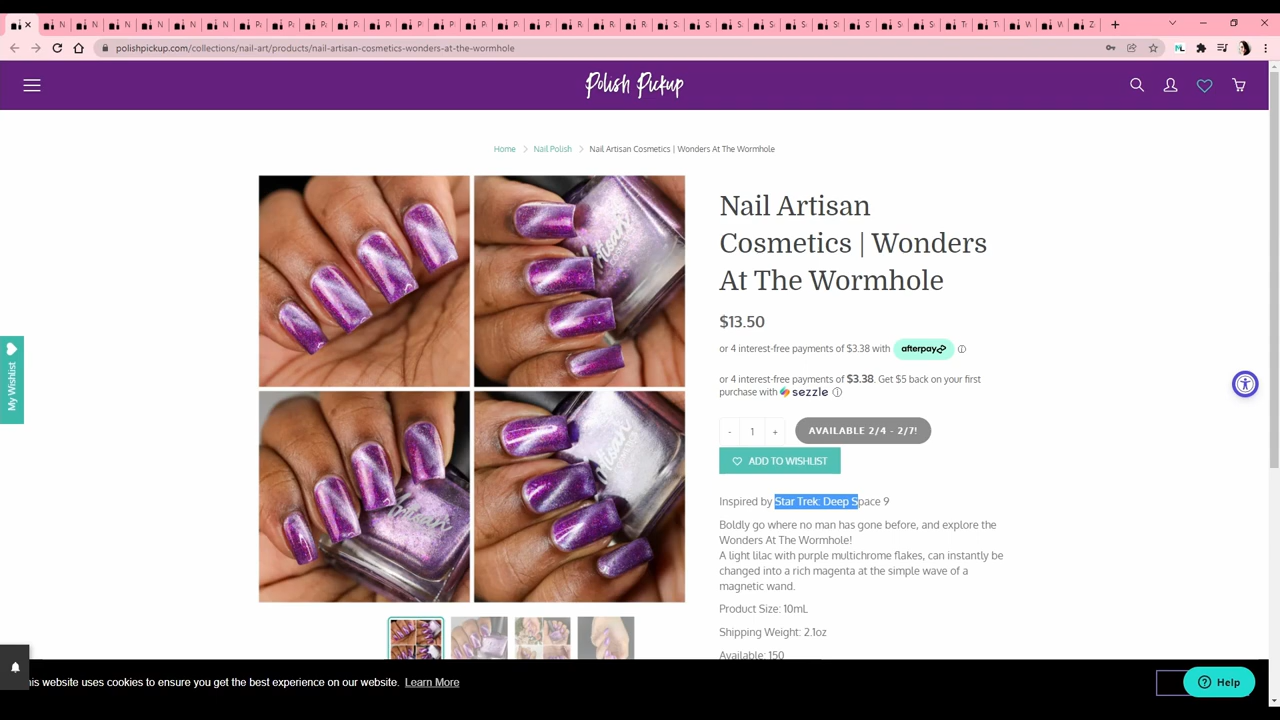 N
N
N
N
N
N
polishpickup.com/collections/nail-art/products/nail-artisan-cosmetics-wonders-at-the-wormhole
Polish Pickup
Home > Nail Polish > Nail Artisan Cosmetics | Wonders At The Wormhole
Nail Artisan
Cosmetics | Wonders
At The Wormhole
$13.50
or 4 interest-free payments of $3.38 with afterpay
or 4 interest-free payments of $3.38. Get $5 back on your first
purchase with sezzle
- 1 + AVAILABLE 2/4 - 2/7!
ADD TO WISHLIST
My Wishlist
Inspired by Star Trek: Deep Space 9
Boldly go where no man has gone before, and explore the
Wonders At The Wormhole!
A light lilac with purple multichrome flakes, can instantly be
changed into a rich magenta at the simple wave of a
magnetic wand.
Product Size: 10mL
Shipping Weight: 2.1oz
Available: 150
his website uses cookies to ensure you get the best experience on our website. Learn More
Help